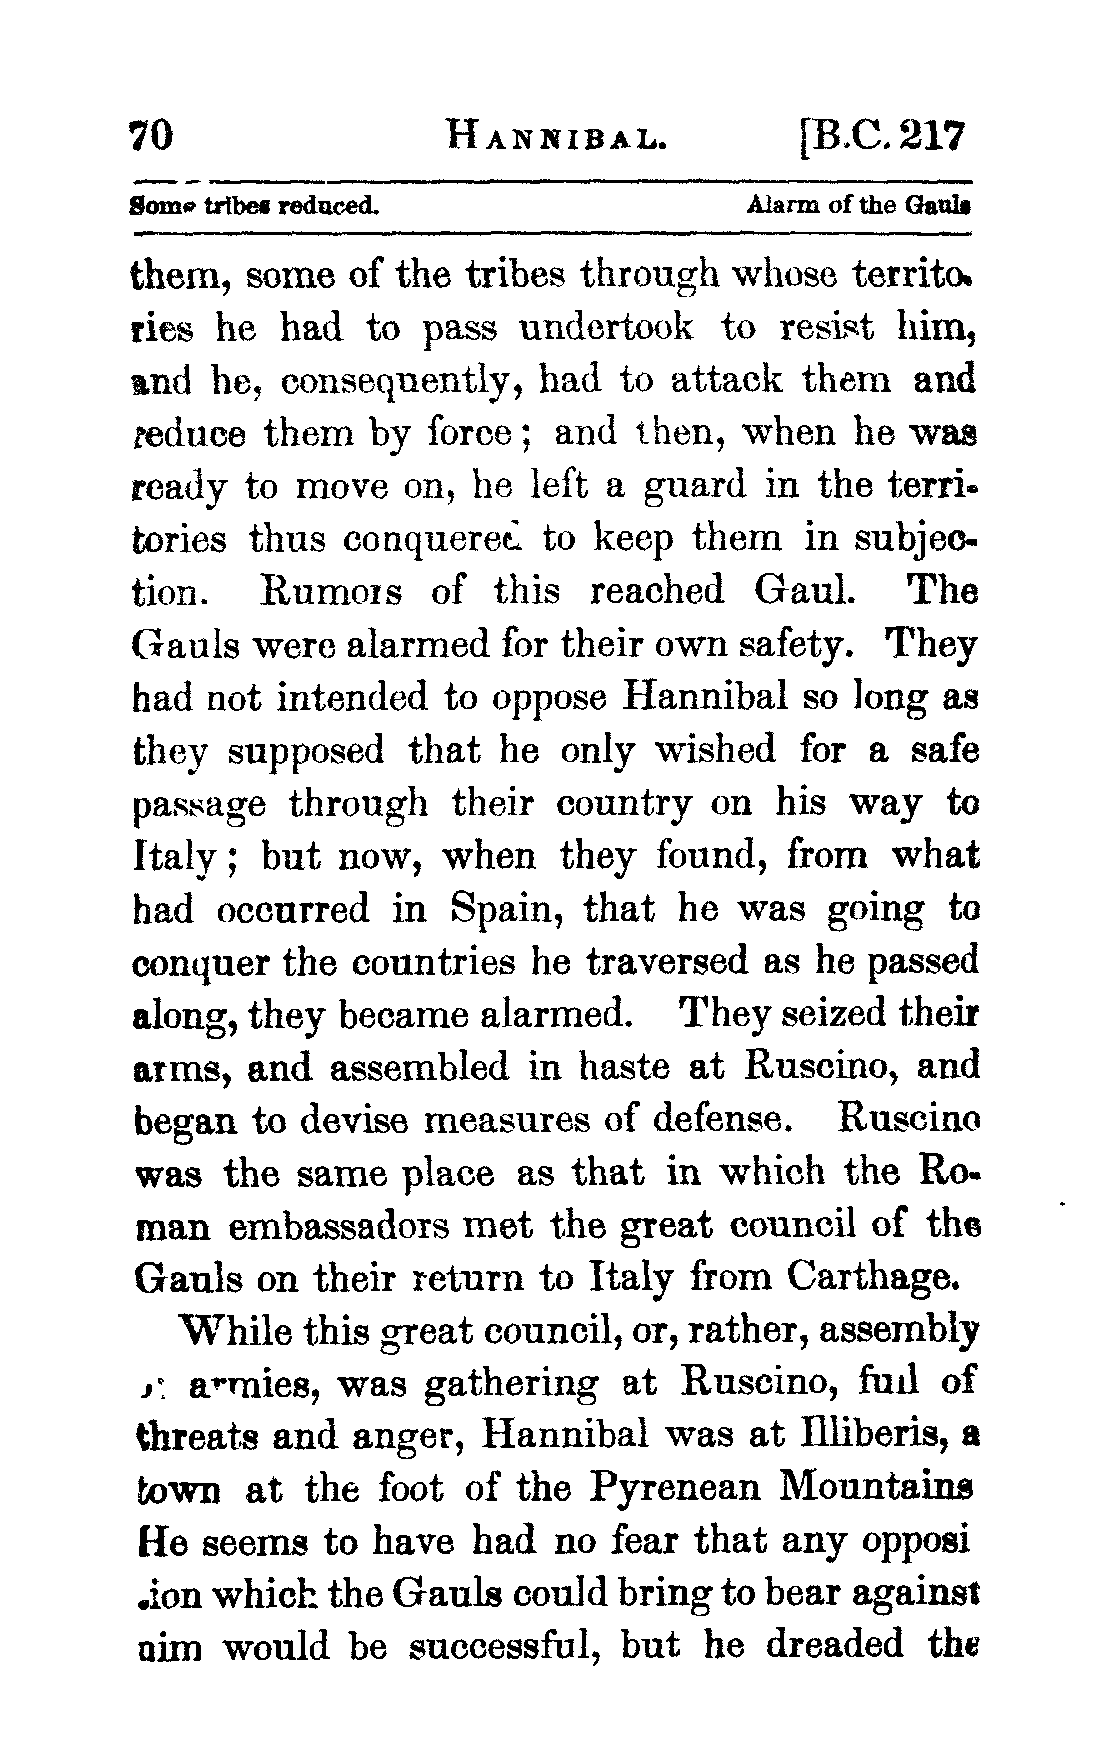 70 HANNIBAL. [B.C. 217
Some tribes reduced. Alarm of the Gauls
them, some of the tribes through whose territo-
ries he had to pass undertook to resist him,
and he, consequently, had to attack them and
reduce them by force; and then, when he was
ready to move on, he left a guard in the terri-
tories thus conquered to keep them in subjec-
tion. Rumors of this reached Gaul. The
Gauls were alarmed for their own safety. They
had not intended to oppose Hannibal so long as
they supposed that he only wished for a safe
passage through their country on his way to
Italy; but now, when they found, from what
had occurred in Spain, that he was going to
conquer the countries he traversed as he passed
along, they became alarmed. They seized their
arms, and assembled in haste at Ruscino, and
began to devise measures of defense. Ruscino
was the same place as that in which the Ro-
man embassadors met the great council of the
Gauls on their return to Italy from Carthage.
While this great council, or, rather, assembly
of armies, was gathering at Ruscino, full of
threats and anger, Hannibal was at Illiberis, a
town at the foot of the Pyrenean Mountains
He seems to have had no fear that any opposi
tion which the Gauls could bring to bear against
him would be successful, but he dreaded the